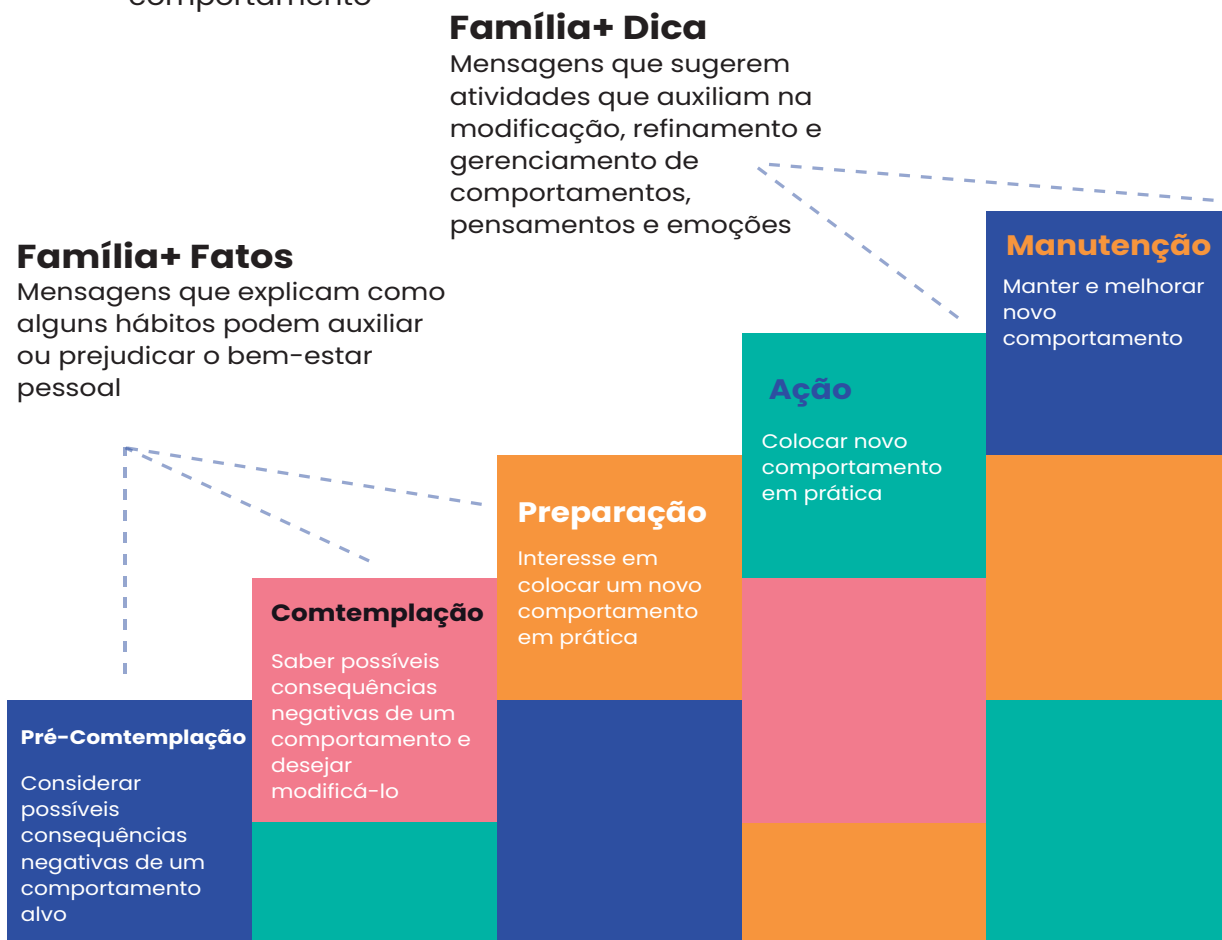 comportamento
Família+ Dica
Mensagens que sugerem
atividades que auxiliam na
modificação, refinamento e
gerenciamento de
comportamentos,
pensamentos e emoções
Família+ Fatos
Mensagens que explicam como
alguns hábitos podem auxiliar
ou prejudicar o bem-estar
pessoal
Manutenção
Manter e melhorar
novo
comportamento
Ação
Colocar novo
comportamento
em prática
Preparação
Interesse em
colocar um novo
comportamento
em prática
Comtemplação
Saber possíveis
consequências
negativas de um
comportamento e
desejar
modificá-lo
Pré-Comtemplação
Considerar
possíveis
consequências
negativas de um
comportamento
alvo